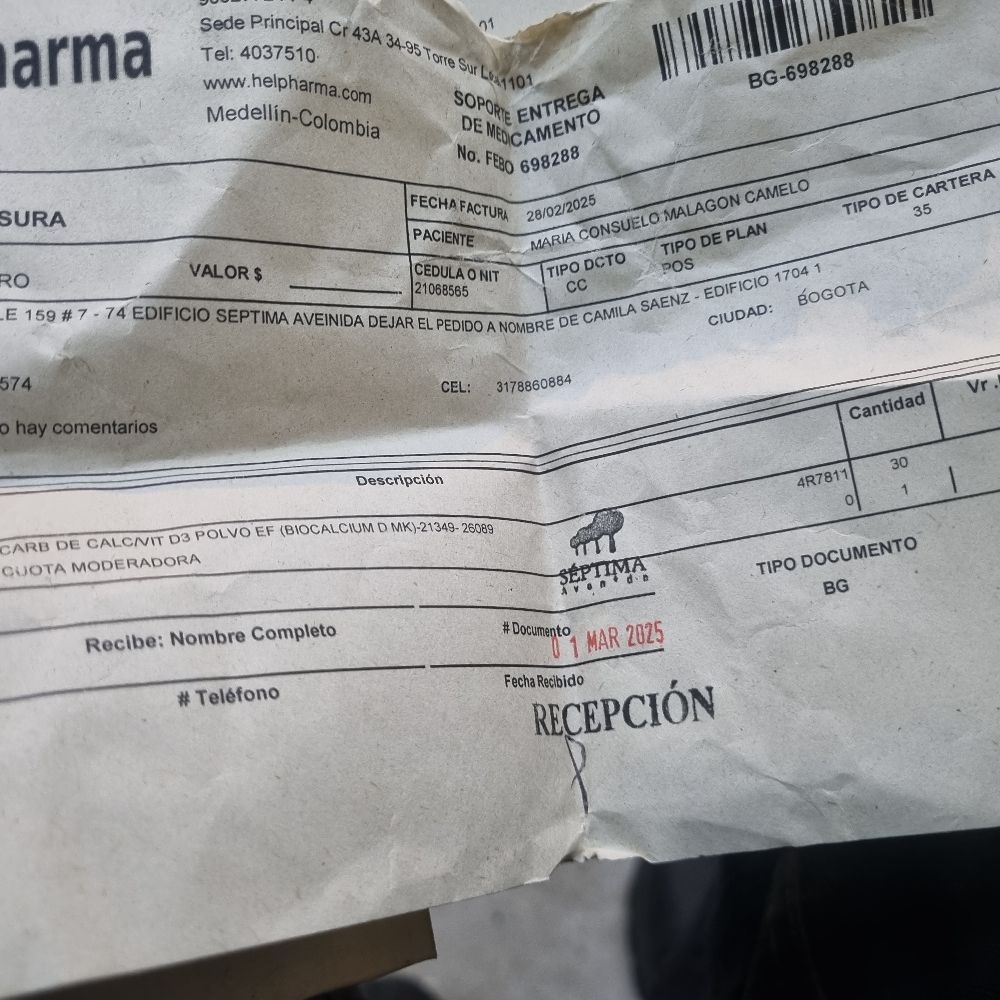 Sede Principal Cr 43A 34-95 Torre Sur
Tel: 4037510
www.helpharma.com
Medellín-Colombia
SOPORTE ENTREGA
DE MEDICAMENTO
No. FEBO 698288
BG-698288
SURA
FECHA FACTURA 28/02/2025
PACIENTE MARIA CONSUELO MALAGON CAMELO
VALOR $
CEDULA O NIT TIPO DCTO TIPO DE PLAN TIPO DE CARTERA
21068565 CC POS 35
159 # 7 - 74 EDIFICIO SEPTIMA AVEINIDA DEJAR EL PEDIDO A NOMBRE DE CAMILA SAENZ - EDIFICIO 1704 1
CIUDAD: BOGOTA
574 CEL: 3178860884
hay comentarios
Descripción Cantidad Vr
CARB DE CALC/VIT D3 POLVO EF (BIOCALCIUM D MK)-21349- 26089 4R7811 30
CUOTA MODERADORA 0 1
SÉPTIMA
Avenida
TIPO DOCUMENTO
BG
Recibe: Nombre Completo # Documento
01 MAR 2025
# Teléfono Fecha Recibido
RECEPCIÓN